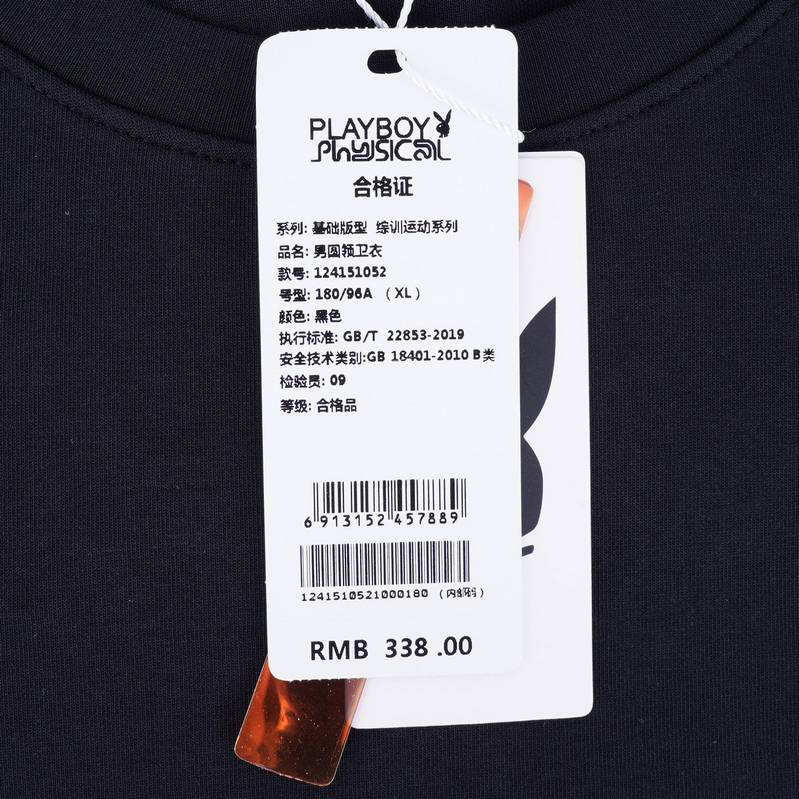 PLAYBOY
PhYSICAL
合格证
系列: 基础版型 综训运动系列
品名: 男圆领卫衣
款号: 124151052
号型: 180/96A （XL）
颜色: 黑色
执行标准: GB/T 22853-2019
安全技术类别:GB 18401-2010 B类
检验员: 09
等级: 合格品
6 913152 457889
1241510521000180 (内部码)
RMB 338 .00